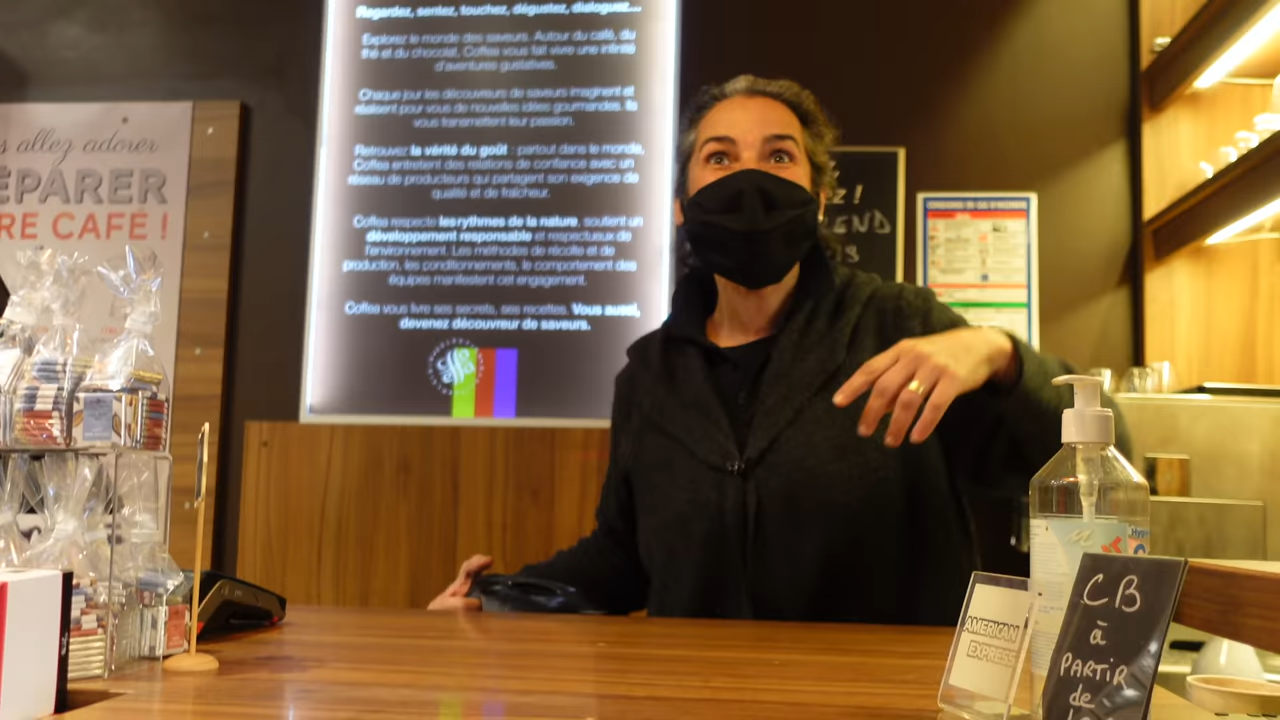 s allez adorer
ÉPARER
RE CAFÉ !
Regardez, sentez, touchez, dégustez, dialoguez...
Explorez le monde des saveurs. Autour du café, du
thé et du chocolat, Coffea vous fait vivre une infinité
d'aventures gustatives.
Chaque jour les découvreurs de saveurs imaginent et
réalisent pour vous de nouvelles idées gourmandes. Ils
vous transmettent leur passion.
Retrouvez la vérité du goût : partout dans le monde,
Coffea entretient des relations de confiance avec un
réseau de producteurs qui partagent son exigence de
qualité et de fraîcheur.
Coffea respecte les rythmes de la nature, soutient un
développement responsable et respectueux de
l'environnement. Les méthodes de récolte et de
production, les conditionnements, le comportement des
équipes manifestent cet engagement.
Coffea vous livre ses secrets, ses recettes. Vous aussi,
devenez découvreur de saveurs.
coffea
Z !
END
AMERICAN
EXPRESS
CB
à
PARTIR
de